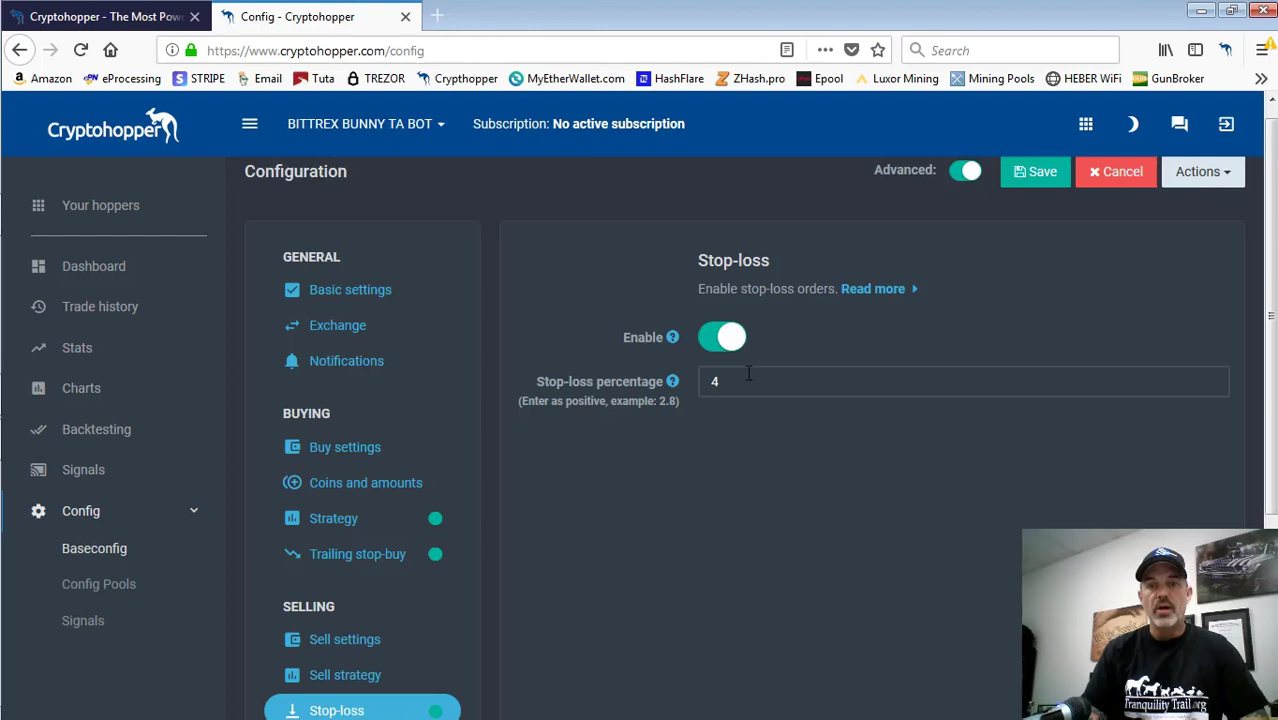 Cryptohopper - The Most Pow
Config - Cryptohopper
https://www.cryptohopper.com/config
Search
Amazon
eProcessing
STRIPE
Email
Tuta
TREZOR
Crypthopper
MyEtherWallet.com
HashFlare
ZHash.pro
Epool
Luxor Mining
Mining Pools
HEBER WiFi
GunBroker
Cryptohopper
BITTREX BUNNY TA BOT
Subscription: No active subscription
Configuration
Advanced:
Save
Cancel
Actions
Your hoppers
Dashboard
Trade history
Stats
Charts
Backtesting
Signals
Config
Baseconfig
Config Pools
Signals
GENERAL
Basic settings
Exchange
Notifications
BUYING
Buy settings
Coins and amounts
Strategy
Trailing stop-buy
SELLING
Sell settings
Sell strategy
Stop-loss
Stop-loss
Enable stop-loss orders. Read more
Enable
Stop-loss percentage
(Enter as positive, example: 2.8)
4
We the People
Tranquility Trail.org